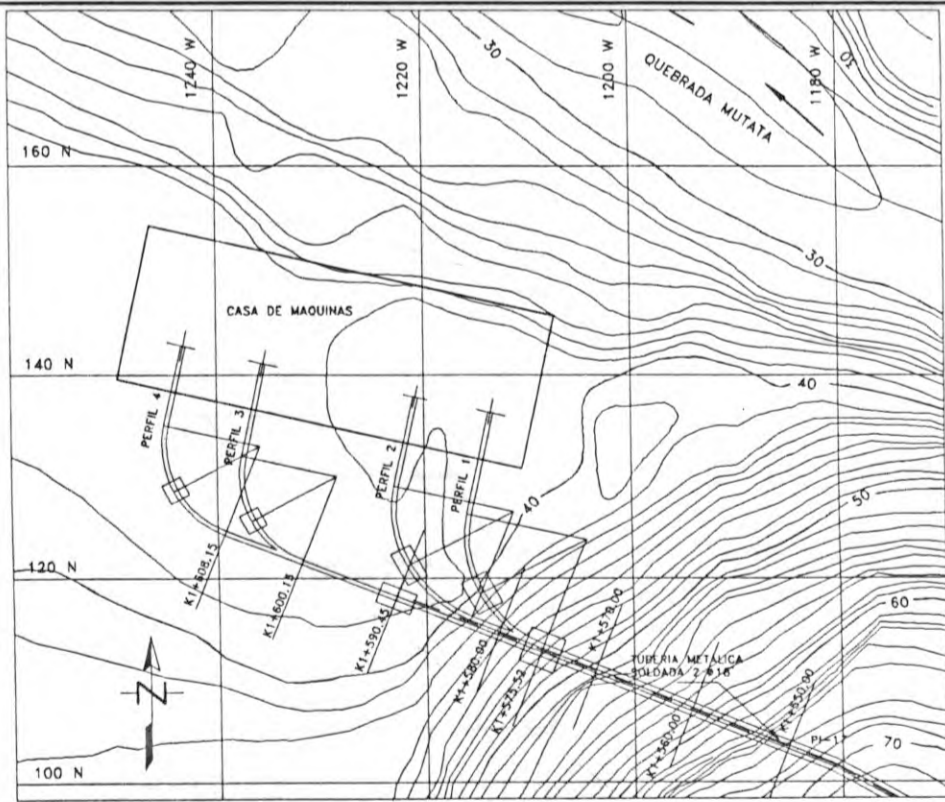 1240 W
1220 W
1200 W
1180 W
30
10
QUEBRADA MUTATA
160 N
30
CASA DE MAQUINAS
140 N
40
PERFIL 4
PERFIL 3
PERFIL 2
PERFIL 1
40
50
120 N
K1+608.15
K1+600.15
K1+590.45
K1+580.00
K1+575.52
K1+570.00
60
TUBERIA METALICA
SOLDADA 2 Φ18
K1+560.00
K1+550.00
PI-17
70
N
100 N